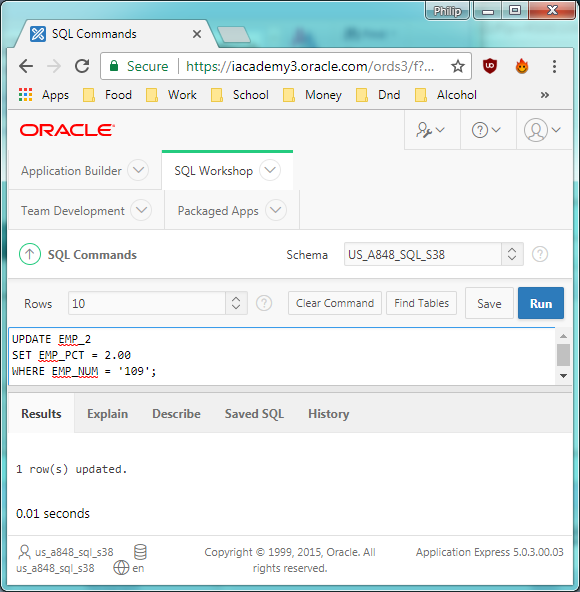 Philip
SQL Commands
Secure https://iacademy3.oracle.com/ords3/f?...
Apps Food Work School Money Dnd Alcohol »
ORACLE
Application Builder SQL Workshop
Team Development Packaged Apps
SQL Commands Schema US_A848_SQL_S38
Rows 10 Clear Command Find Tables Save Run
UPDATE EMP_2
SET EMP_PCT = 2.00
WHERE EMP_NUM = '109';
Results Explain Describe Saved SQL History
1 row(s) updated.
0.01 seconds
us_a848_sql_s38 Copyright © 1999, 2015, Oracle. All Application Express 5.0.3.00.03
us_a848_sql_s38 en rights reserved.